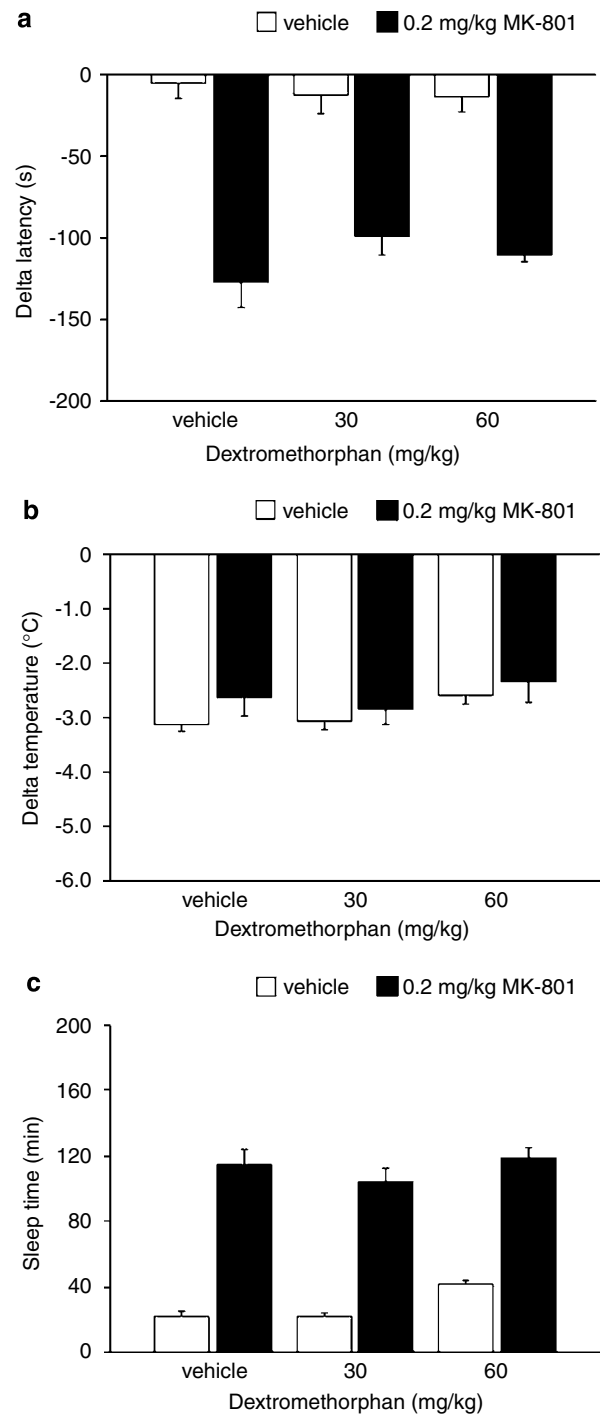 a
vehicle 0.2 mg/kg MK-801
Delta latency (s)
0
-50
-100
-150
-200
vehicle 30 60
Dextromethorphan (mg/kg)
b
vehicle 0.2 mg/kg MK-801
Delta temperature (°C)
0
-1.0
-2.0
-3.0
-4.0
-5.0
-6.0
vehicle 30 60
Dextromethorphan (mg/kg)
c
vehicle 0.2 mg/kg MK-801
Sleep time (min)
200
160
120
80
40
0
vehicle 30 60
Dextromethorphan (mg/kg)